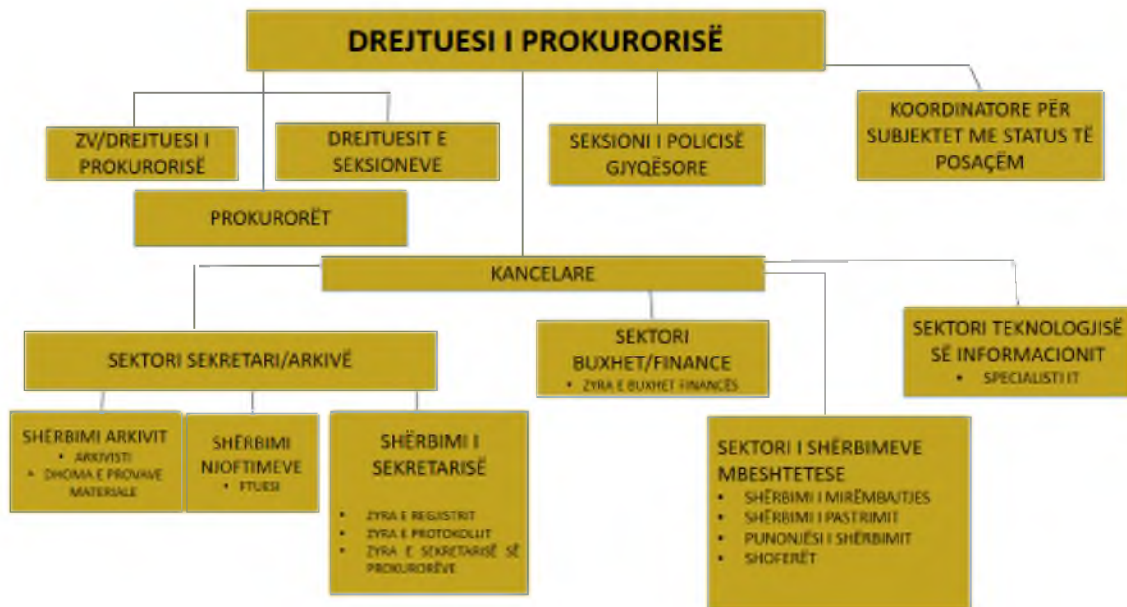 DREJTUESI I PROKURORISË
ZV/DREJTUESI I
PROKURORISË
DREJTUESIT E
SEKSIONEVE
SEKSIONI I POLICISË
GJYQËSORE
KOORDINATORE PËR
SUBJEKTET ME STATUS TË
POSAÇËM
PROKURORËT
KANCELARE
SEKTORI SEKRETARI/ARKIVË
SEKTORI
BUXHET/FINANCE
• ZYRA E BUXHET FINANCËS
SEKTORI TEKNOLOGJISË
SË INFORMACIONIT
• SPECIALISTI IT
SHËRBIMI ARKIVIT
• ARKIVISTI
• DHOMA E PROVAVE
MATERIALE
SHËRBIMI
NJOFTIMEVE
• FTUESI
SHËRBIMI I
SEKRETARISË
• ZYRA E REGJISTRIT
• ZYRA E PROTOKOLLIT
• ZYRA E SEKRETARISË SË
PROKURORËVE
SEKTORI I SHËRBIMEVE
MBESHTETESE
• SHËRBIMI I MIRËMBAJTJES
• SHËRBIMI I PASTRIMIT
• PUNONJËSI I SHËRBIMIT
• SHOFERËT